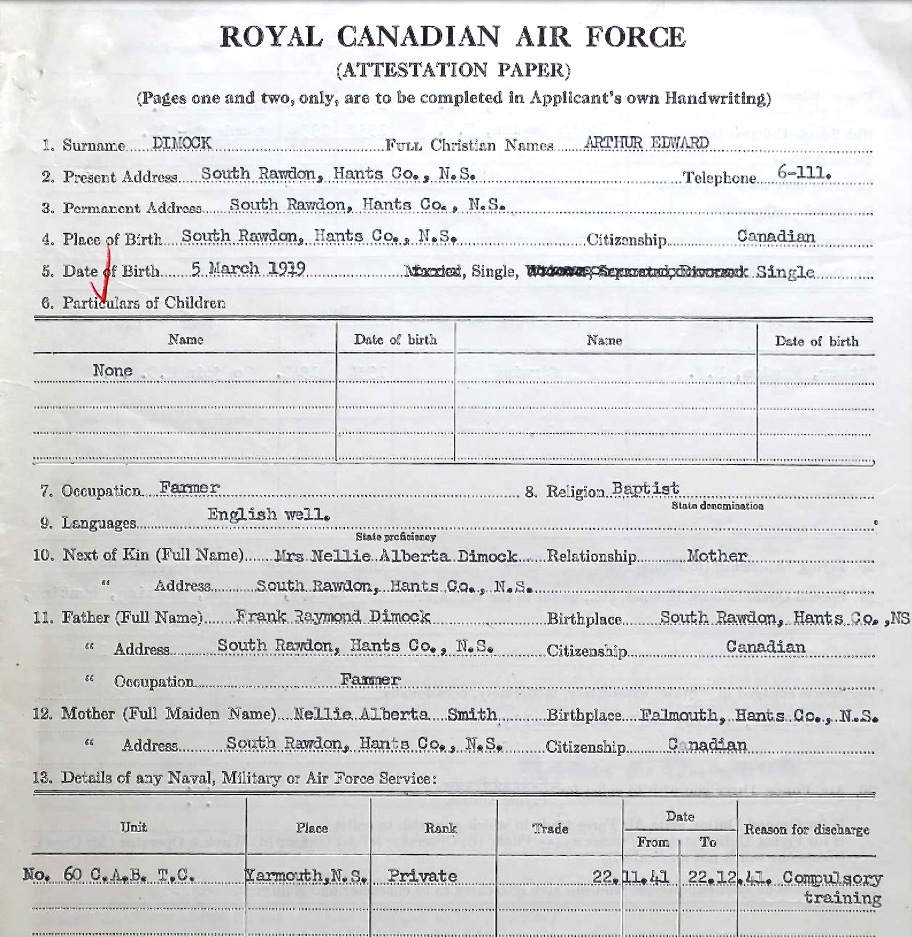 ROYAL CANADIAN AIR FORCE
(ATTESTATION PAPER)
(Pages one and two, only, are to be completed in Applicant's own Handwriting)
1. Surname DIMOCK FULL Christian Names ARTHUR EDWARD
2. Present Address South Rawdon, Hants Co., N.S. Telephone 6-111.
3. Permanent Address South Rawdon, Hants Co., N.S.
4. Place of Birth South Rawdon, Hants Co., N.S. Citizenship Canadian
5. Date of Birth 5 March 1919 Married, Single, Widower, Separated, Divorced Single
6. Particulars of Children
Name Date of birth Name Date of birth
None
7. Occupation Farmer 8. Religion Baptist
State denomination
9. Languages English well.
State proficiency
10. Next of Kin (Full Name) Mrs Nellie Alberta Dimock Relationship Mother
" Address South Rawdon, Hants Co., N.S.
11. Father (Full Name) Frank Raymond Dimock Birthplace South Rawdon, Hants Co.,NS
" Address South Rawdon, Hants Co., N.S. Citizenship Canadian
" Occupation Farmer
12. Mother (Full Maiden Name) Nellie Alberta Smith Birthplace Falmouth, Hants Co., N.S.
" Address South Rawdon, Hants Co., N.S. Citizenship Canadian
13. Details of any Naval, Military or Air Force Service:
Unit Place Rank Trade Date Reason for discharge
From To
No. 60 C.A.B. T.C. Yarmouth, N.S. Private 22.11.41 22.12.41. Compulsory
training